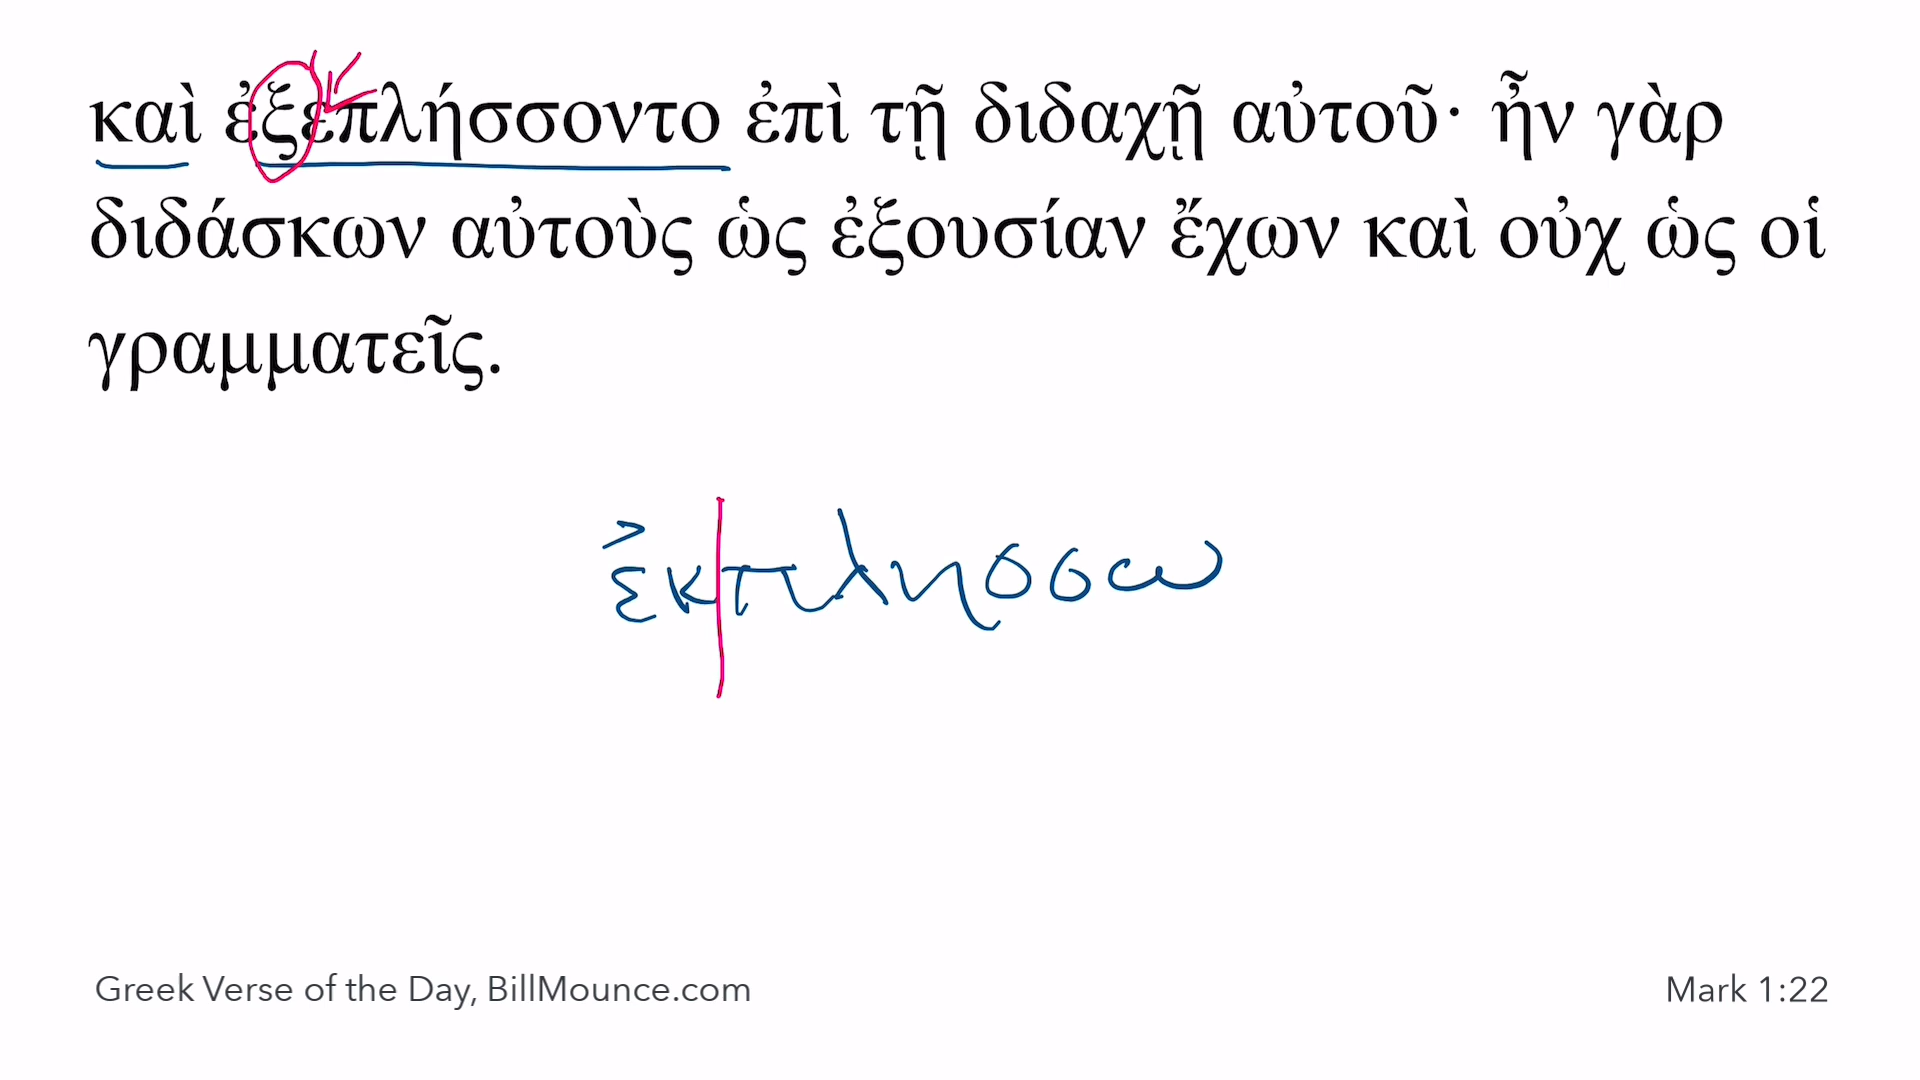 καὶ ἐξεπλήσσοντο ἐπὶ τῇ διδαχῇ αὐτοῦ· ἦν γὰρ
διδάσκων αὐτοὺς ὡς ἐξουσίαν ἔχων καὶ οὐχ ὡς οἱ
γραμματεῖς.
ἐκπλησσω
Greek Verse of the Day, BillMounce.com
Mark 1:22